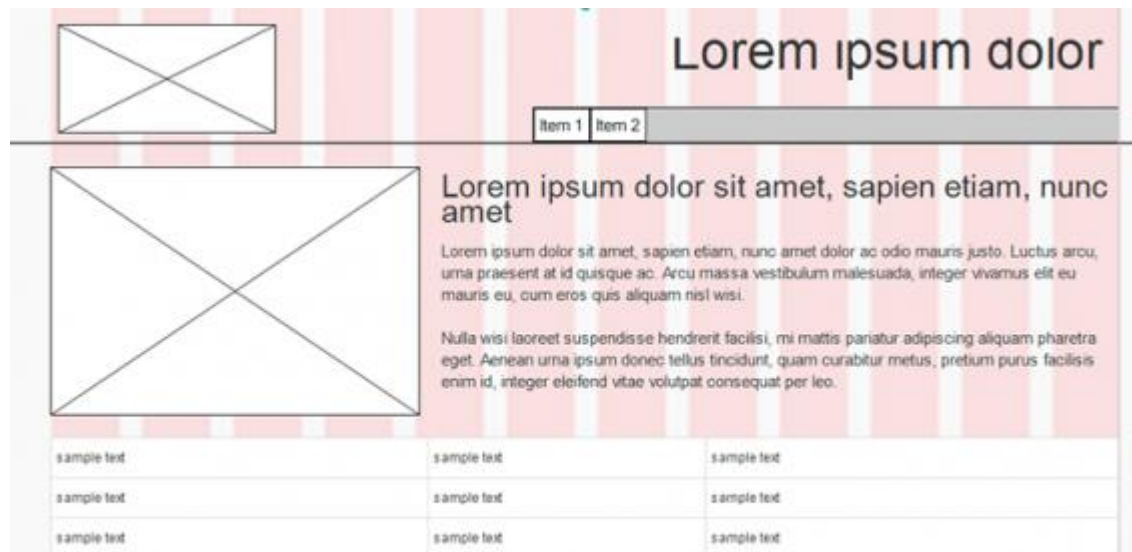 Lorem ipsum dolor
Item 1 Item 2
Lorem ipsum dolor sit amet, sapien etiam, nunc
amet
Lorem ipsum dolor sit amet, sapien etiam, nunc amet dolor ac odio mauris justo. Luctus arcu,
urna praesent at id quisque ac. Arcu massa vestibulum malesuada, integer vivamus elit eu
mauris eu, cum eros quis aliquam nisl wisi.
Nulla wisi laoreet suspendisse hendrerit facilisi, mi mattis pariatur adipiscing aliquam pharetra
eget. Aenean urna ipsum donec tellus tincidunt, quam curabitur metus, pretium purus facilisis
enim id, integer eleifend vitae volutpat consequat per leo.
sample text sample text sample text
sample text sample text sample text
sample text sample text sample text